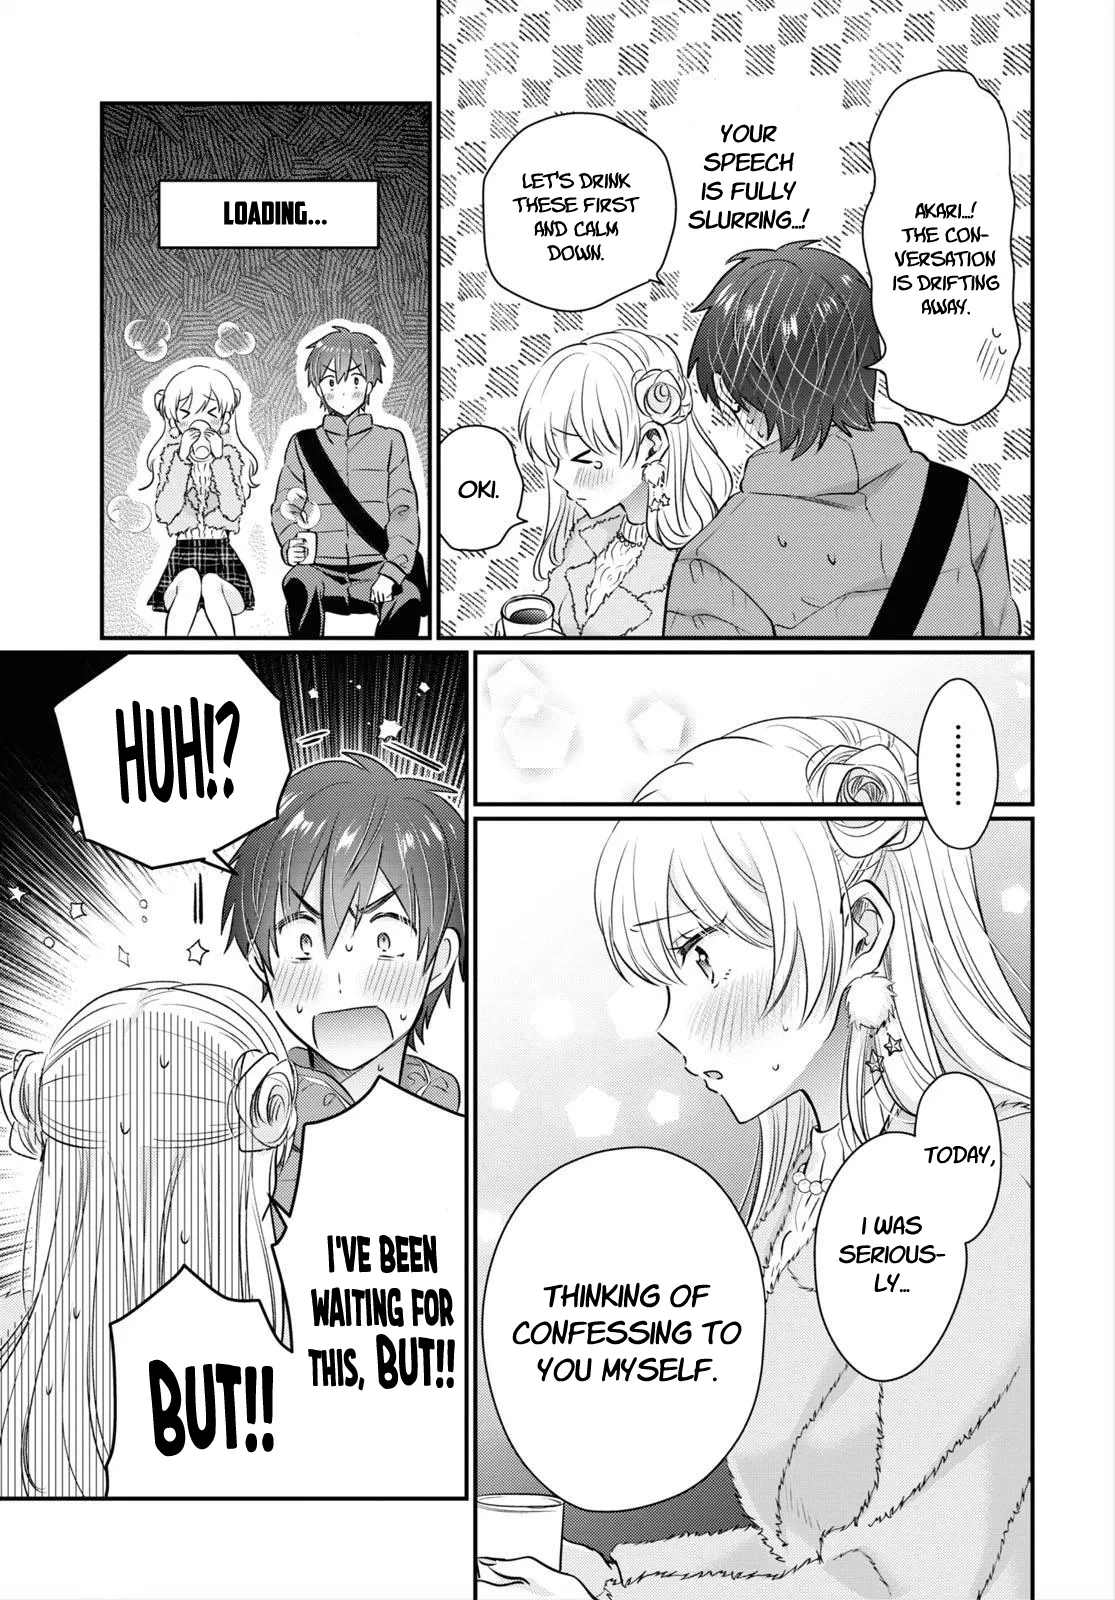 AKARI...!
THE CON-
VERSATION
IS DRIFTING
AWAY.
YOUR
SPEECH
IS FULLY
SLURRING...!
LET'S DRINK
THESE FIRST
AND CALM
DOWN.
OKI.
LOADING...
.........
TODAY,
I WAS
SERIOUS-
LY...
THINKING OF
CONFESSING TO
YOU MYSELF.
HUH!?
I'VE BEEN
WAITING FOR
THIS, BUT!!
BUT!!